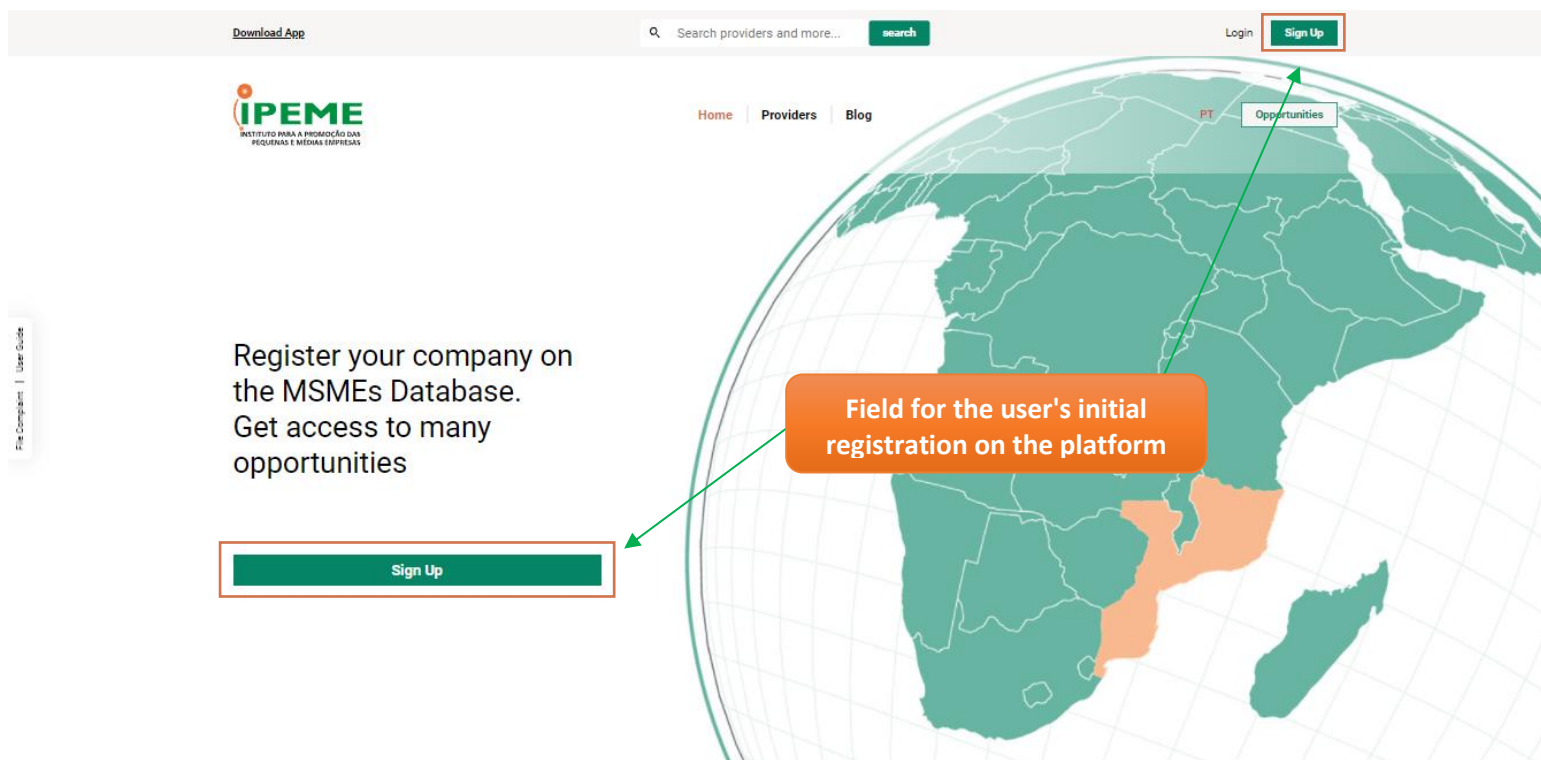 Download App
Search providers and more...
search
Login
Sign Up
iPEME
INSTITUTO PARA A PROMOÇÃO DAS
PEQUENAS E MÉDIAS EMPRESAS
Home
Providers
Blog
PT
Opportunities
File Complaint | User Guide
Register your company on
the MSMEs Database.
Get access to many
opportunities
Field for the user's initial
registration on the platform
Sign Up